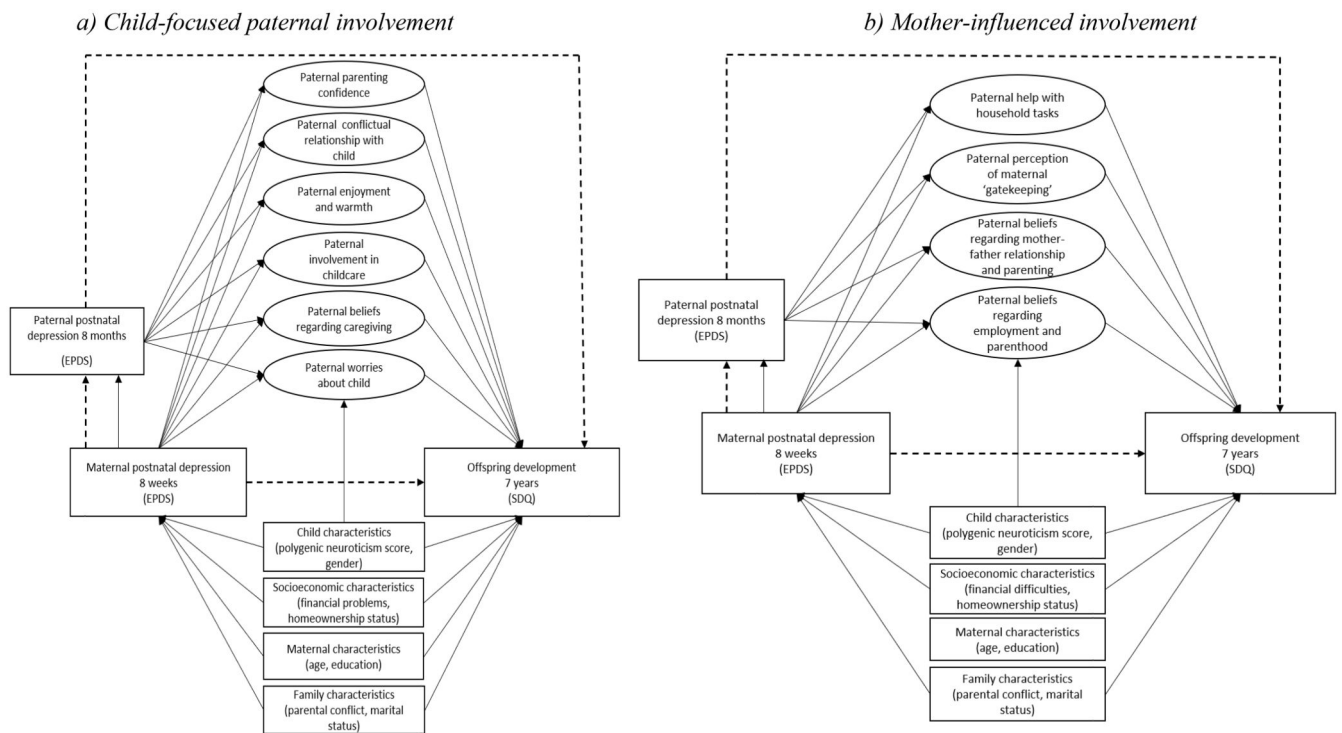 a) Child-focused paternal involvement
Paternal parenting
confidence
Paternal conflictual
relationship with
child
Paternal enjoyment
and warmth
Paternal
involvement in
childcare
Paternal beliefs
regarding caregiving
Paternal worries
about child
Paternal postnatal
depression 8 months
(EPDS)
Maternal postnatal depression
8 weeks
(EPDS)
Offspring development
7 years
(SDQ)
Child characteristics
(polygenic neuroticism score,
gender)
Socioeconomic characteristics
(financial problems,
homeownership status)
Maternal characteristics
(age, education)
Family characteristics
(parental conflict, marital
status)
b) Mother-influenced involvement
Paternal help with
household tasks
Paternal perception
of maternal
‘gatekeeping’
Paternal beliefs
regarding mother-
father relationship
and parenting
Paternal beliefs
regarding
employment and
parenthood
Paternal postnatal
depression 8 months
(EPDS)
Maternal postnatal depression
8 weeks
(EPDS)
Offspring development
7 years
(SDQ)
Child characteristics
(polygenic neuroticism score,
gender)
Socioeconomic characteristics
(financial difficulties,
homeownership status)
Maternal characteristics
(age, education)
Family characteristics
(parental conflict, marital
status)